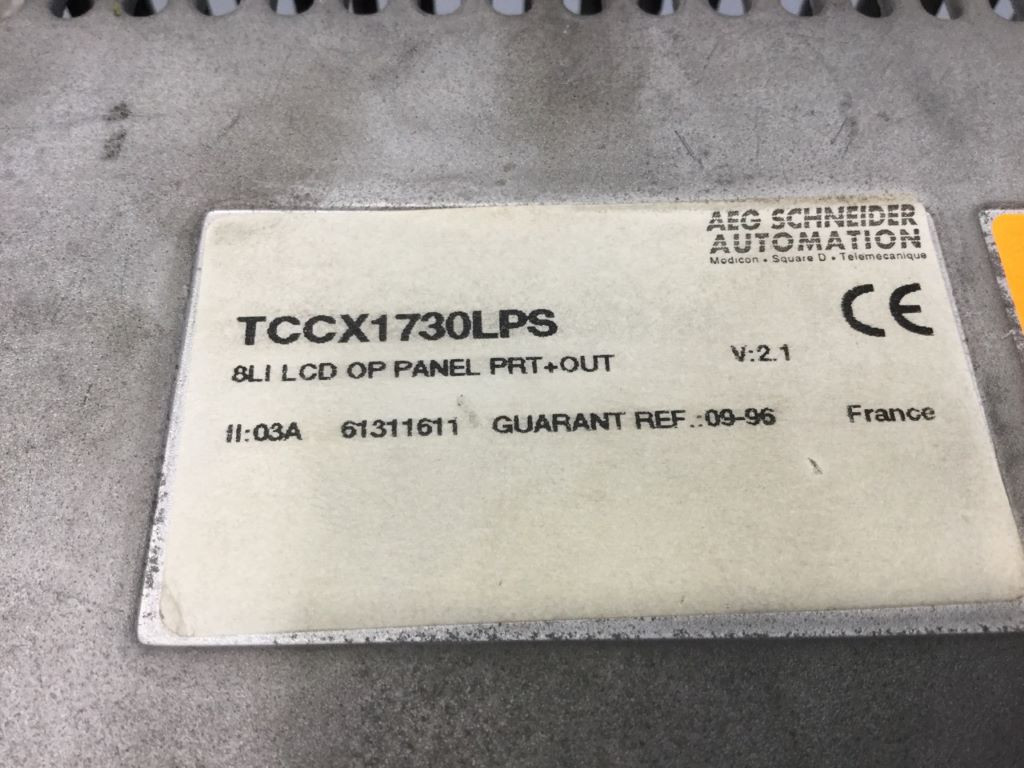 AEG SCHNEIDER
AUTOMATION
Modicon • Square D • Telemecanique
CE
TCCX1730LPS
8LI LCD OP PANEL PRT+OUT V:2.1
II:03A 61311611 GUARANT REF.:09-96 France